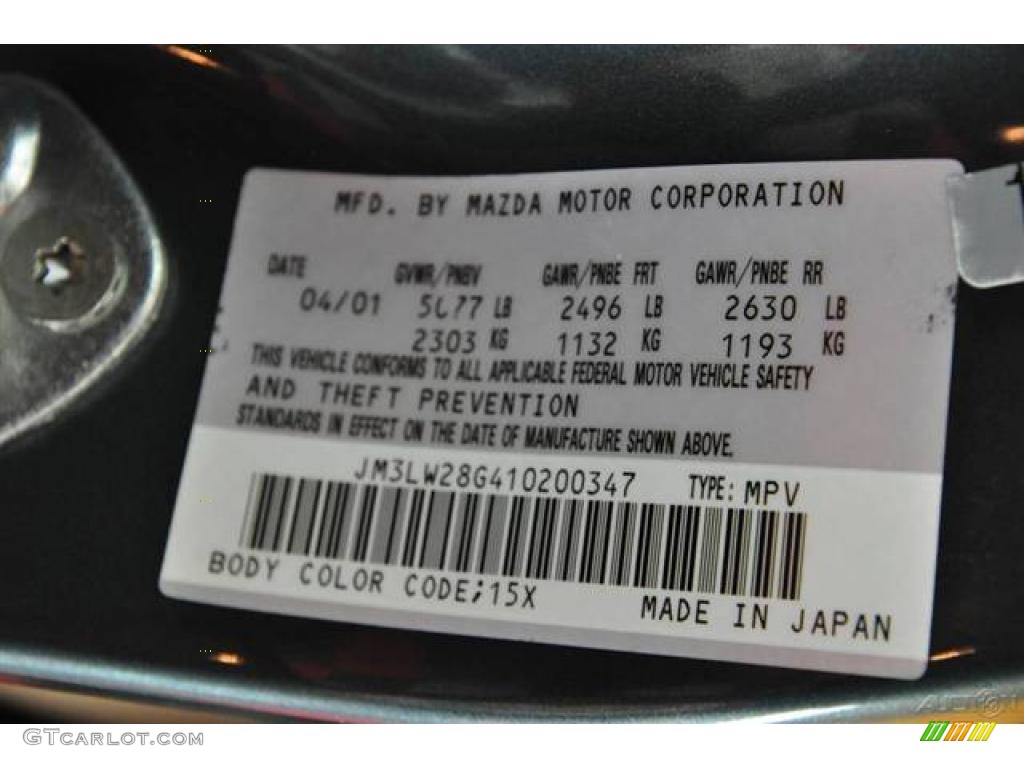 MFD. BY MAZDA MOTOR CORPORATION
DATE GVWR/PNBV GAWR/PNBE FRT GAWR/PNBE RR
04/01 5077 LB 2496 LB 2630 LB
2303 KG 1132 KG 1193 KG
THIS VEHICLE CONFORMS TO ALL APPLICABLE FEDERAL MOTOR VEHICLE SAFETY
AND THEFT PREVENTION
STANDARDS IN EFFECT ON THE DATE OF MANUFACTURE SHOWN ABOVE.
JM3LW28G410200347 TYPE: MPV
BODY COLOR CODE;15X
MADE IN JAPAN
GTCARLOT.COM